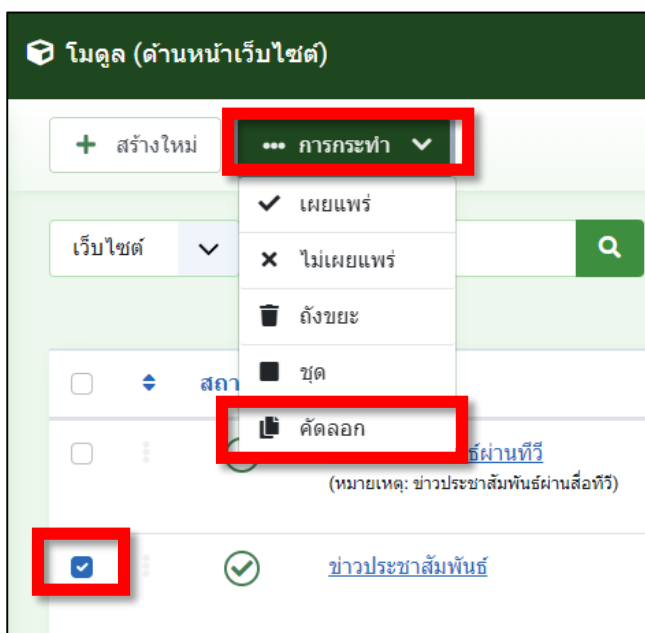 โมดูล (ด้านหน้าเว็บไซต์)
สร้างใหม่
การกระทำ
เผยแพร่
เว็บไซต์
ไม่เผยแพร่
ถังขยะ
ชุด
คัดลอก
ผ่านทีวี
(หมายเหตุ: ข่าวประชาสัมพันธ์ผ่านสื่อทีวี)
ข่าวประชาสัมพันธ์